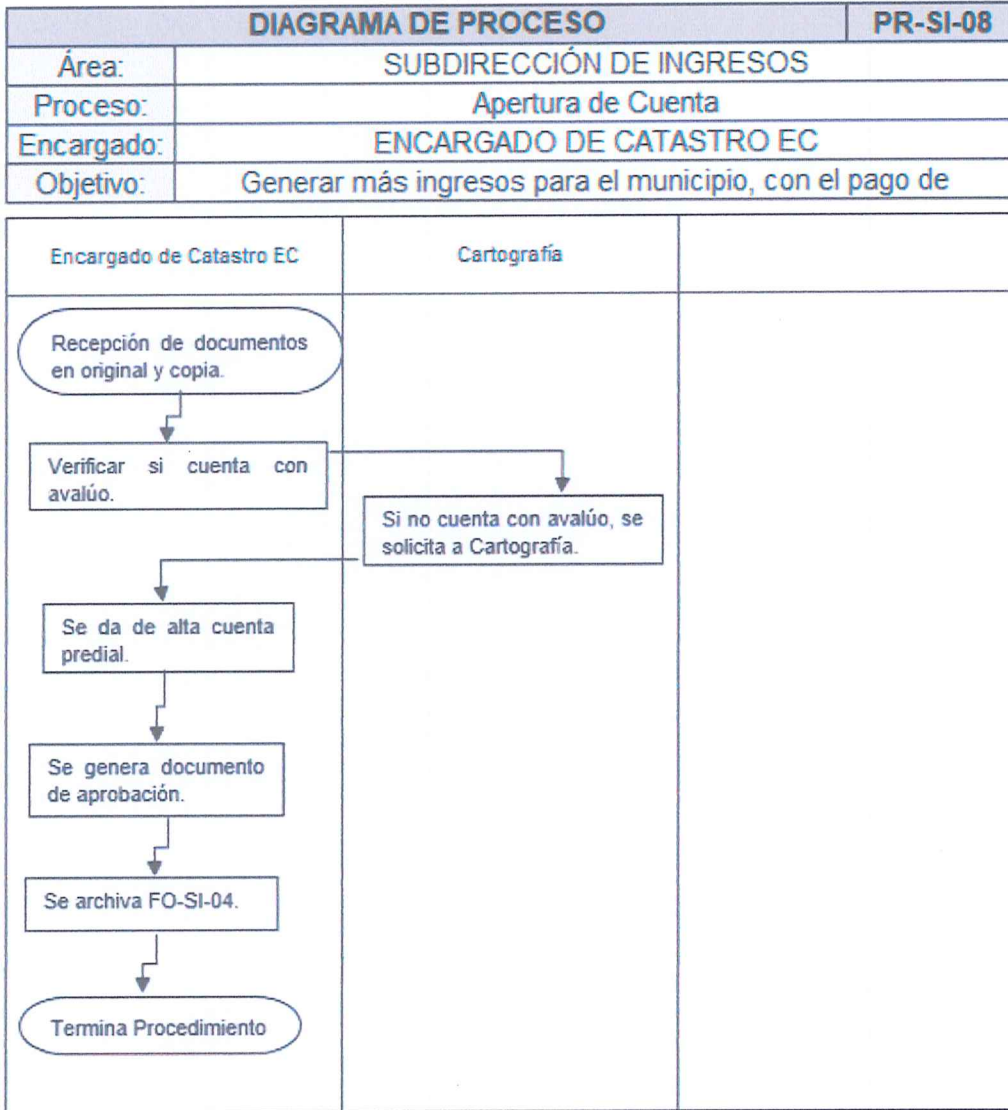 DIAGRAMA DE PROCESO PR-SI-08
Área: SUBDIRECCIÓN DE INGRESOS
Proceso: Apertura de Cuenta
Encargado: ENCARGADO DE CATASTRO EC
Objetivo: Generar más ingresos para el municipio, con el pago de
Encargado de Catastro EC
Cartografía
Recepción de documentos
en original y copia.
Verificar si cuenta con
avalúo.
Si no cuenta con avalúo, se
solicita a Cartografía.
Se da de alta cuenta
predial.
Se genera documento
de aprobación.
Se archiva FO-SI-04.
Termina Procedimiento